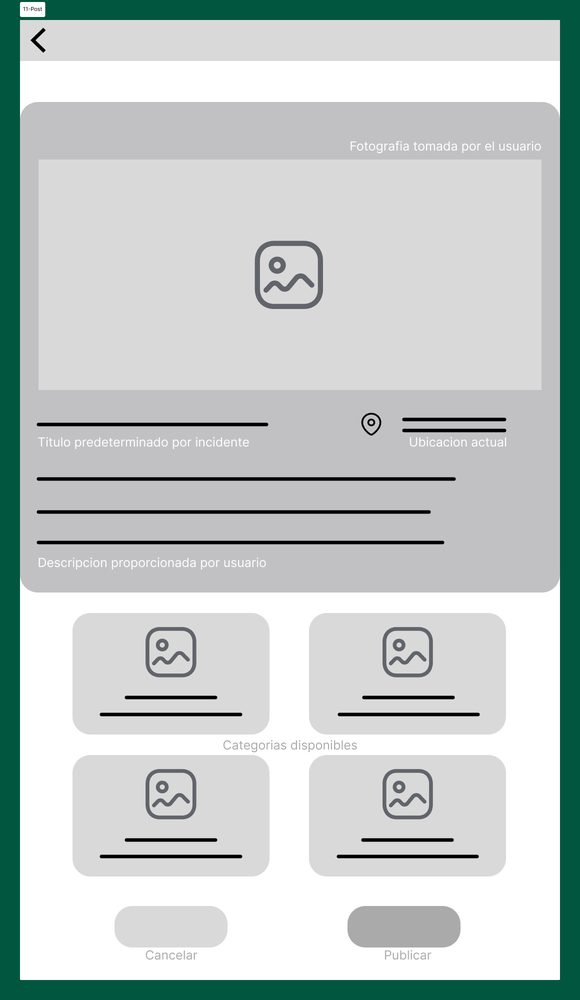 11-Post
Fotografia tomada por el usuario
Titulo predeterminado por incidente
Ubicacion actual
Descripcion proporcionada por usuario
Categorias disponibles
Cancelar
Publicar